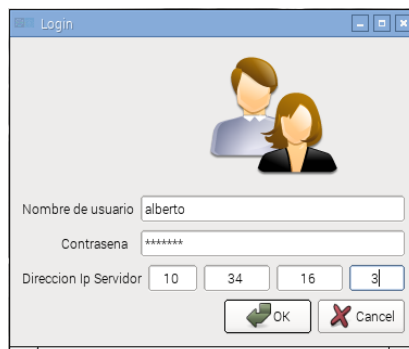 Login
Nombre de usuario alberto
Contrasena *******
Direccion Ip Servidor 10 34 16 3
OK Cancel